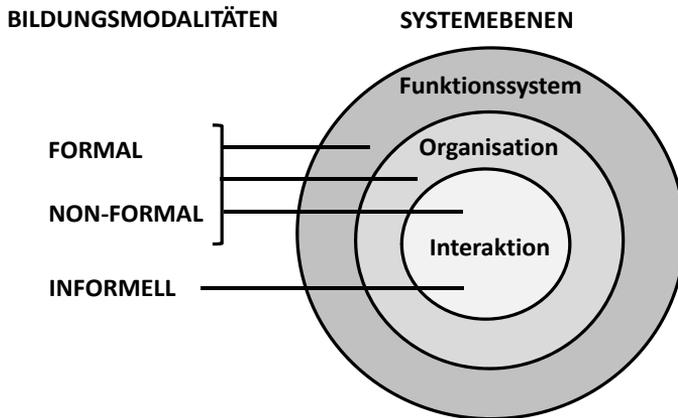 BILDUNGSMODALITÄTEN
SYSTEMEBENEN
Funktionssystem
FORMAL
Organisation
NON-FORMAL
Interaktion
INFORMELL